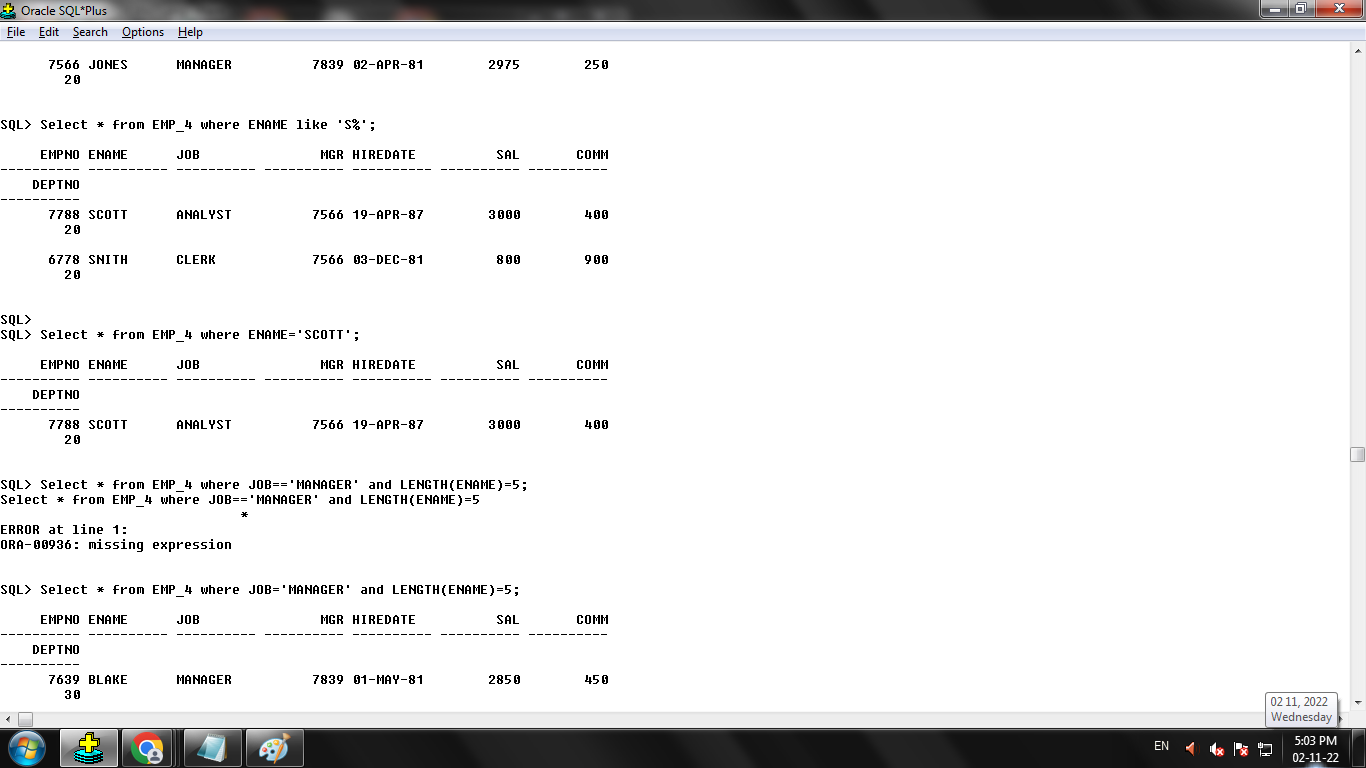 Oracle SQL*Plus
File Edit Search Options Help
7566 JONES MANAGER 7839 02-APR-81 2975 250
20
SQL> Select * from EMP_4 where ENAME like 'S%';
EMPNO ENAME JOB MGR HIREDATE SAL COMM
---------- ---------- ---------- ---------- ---------- ---------- ----------
DEPTNO
----------
7788 SCOTT ANALYST 7566 19-APR-87 3000 400
20
6778 SNITH CLERK 7566 03-DEC-81 800 900
20
SQL>
SQL> Select * from EMP_4 where ENAME='SCOTT';
EMPNO ENAME JOB MGR HIREDATE SAL COMM
---------- ---------- ---------- ---------- ---------- ---------- ----------
DEPTNO
----------
7788 SCOTT ANALYST 7566 19-APR-87 3000 400
20
SQL> Select * from EMP_4 where JOB=='MANAGER' and LENGTH(ENAME)=5;
Select * from EMP_4 where JOB=='MANAGER' and LENGTH(ENAME)=5
*
ERROR at line 1:
ORA-00936: missing expression
SQL> Select * from EMP_4 where JOB='MANAGER' and LENGTH(ENAME)=5;
EMPNO ENAME JOB MGR HIREDATE SAL COMM
---------- ---------- ---------- ---------- ---------- ---------- ----------
DEPTNO
----------
7639 BLAKE MANAGER 7839 01-MAY-81 2850 450
30
02 11, 2022
Wednesday
EN
5:03 PM
02-11-22